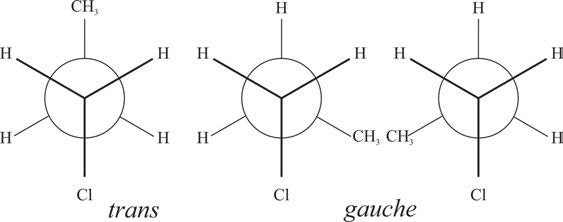 CH₃ H H
H H H H H H
H H H CH₃ CH₃ H
Cl Cl Cl
trans gauche